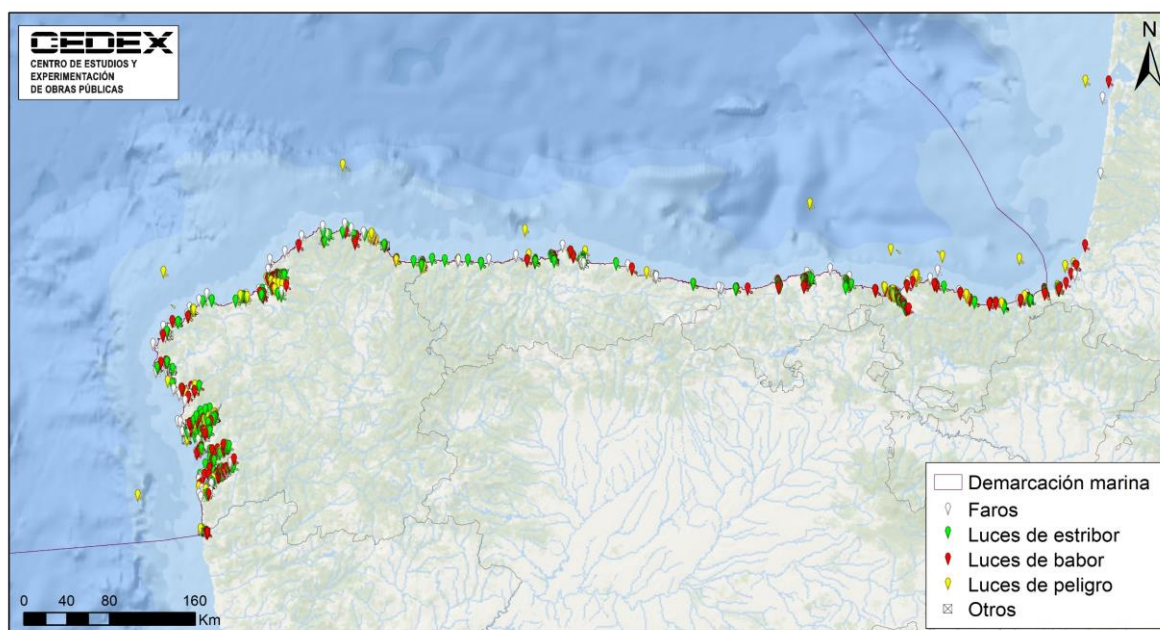 CEDEX
CENTRO DE ESTUDIOS Y
EXPERIMENTACIÓN
DE OBRAS PÚBLICAS
N
Demarcación marina
Faros
Luces de estribor
Luces de babor
Luces de peligro
Otros
0 40 80 160
Km